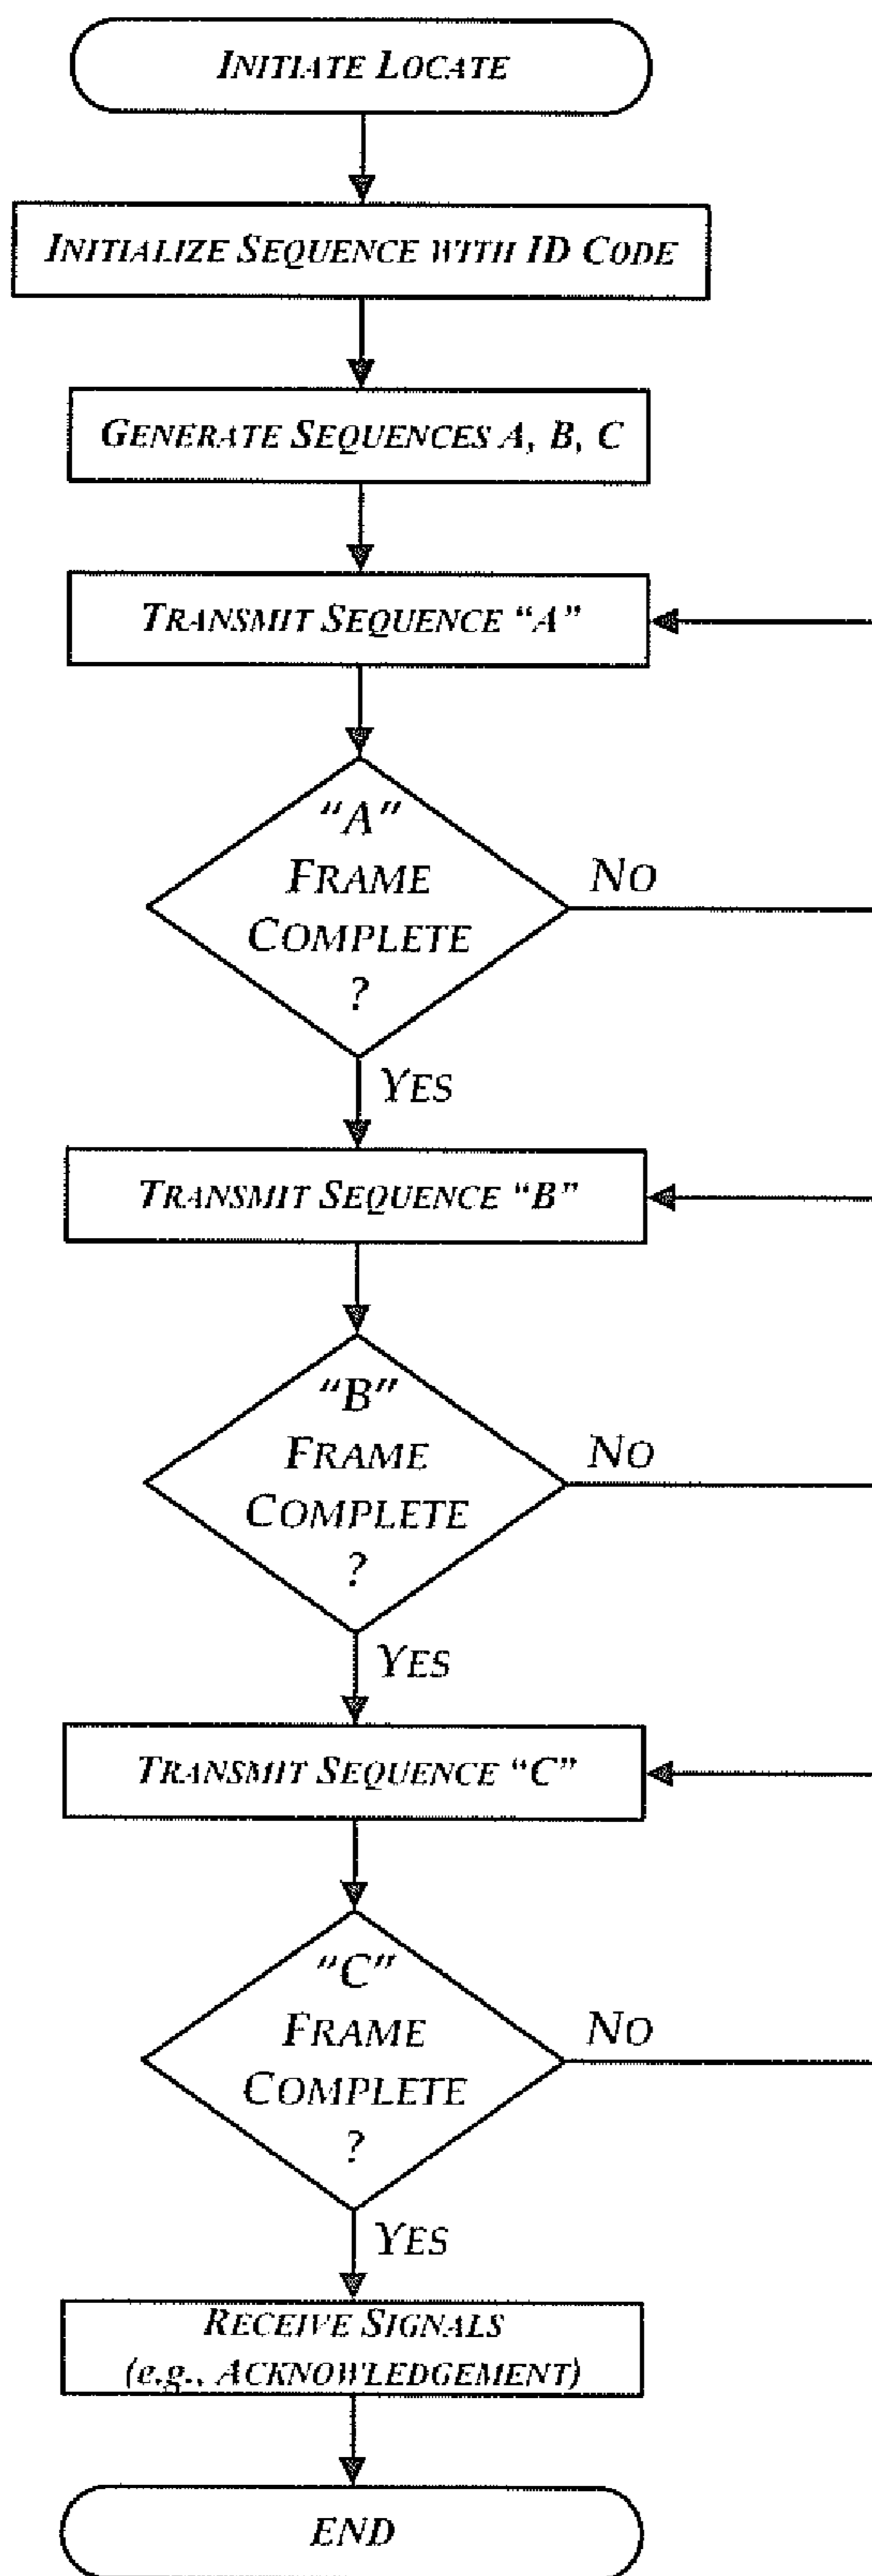 INITIATE LOCATE
INITIALIZE SEQUENCE WITH ID CODE
GENERATE SEQUENCES A, B, C
TRANSMIT SEQUENCE “A”
“A”
FRAME
COMPLETE
?
NO
YES
TRANSMIT SEQUENCE “B”
“B”
FRAME
COMPLETE
?
NO
YES
TRANSMIT SEQUENCE “C”
“C”
FRAME
COMPLETE
?
NO
YES
RECEIVE SIGNALS
(e.g., ACKNOWLEDGEMENT)
END